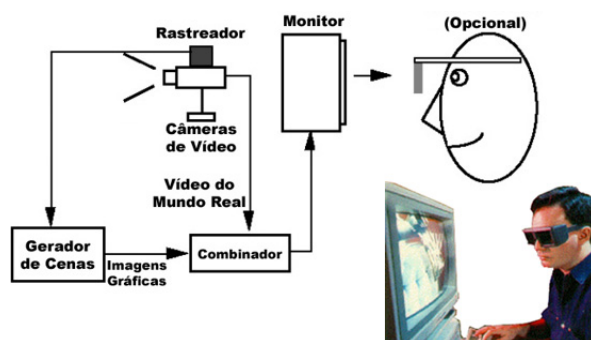 Rastreador
Monitor
(Opcional)
Câmeras
de Vídeo
Vídeo do
Mundo Real
Gerador
de Cenas
Imagens
Gráficas
Combinador